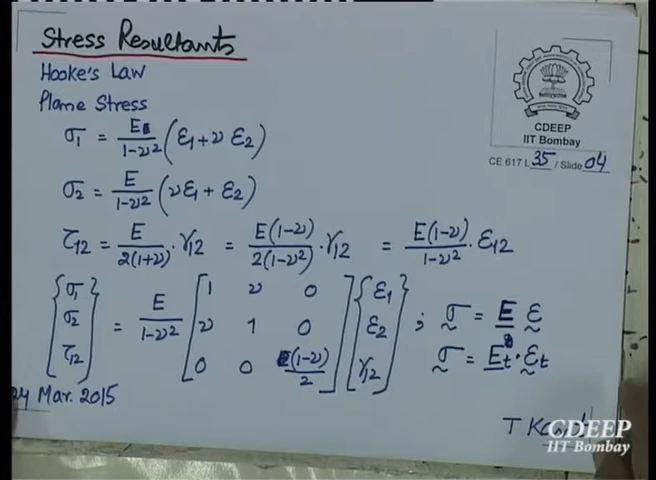 Stress Resultants
Hooke's Law
Plane Stress
σ1 = E/(1-ν²) (ε1 + ν ε2)
σ2 = E/(1-ν²) (ν ε1 + ε2)
τ12 = E/(2(1+ν)) · γ12 = E(1-ν)/(2(1-ν²)) · γ12 = E(1-ν)/(1-ν²) · ε12
{σ1 σ2 τ12} = E/(1-ν²) [1 ν 0; ν 1 0; 0 0 (1-ν)/2] {ε1 ε2 γ12} ; σ = E ε
σ = Et · εt
24 Mar. 2015
CDEEP
IIT Bombay
CE 617 L 35 / Slide 04
CDEEP
IIT Bombay